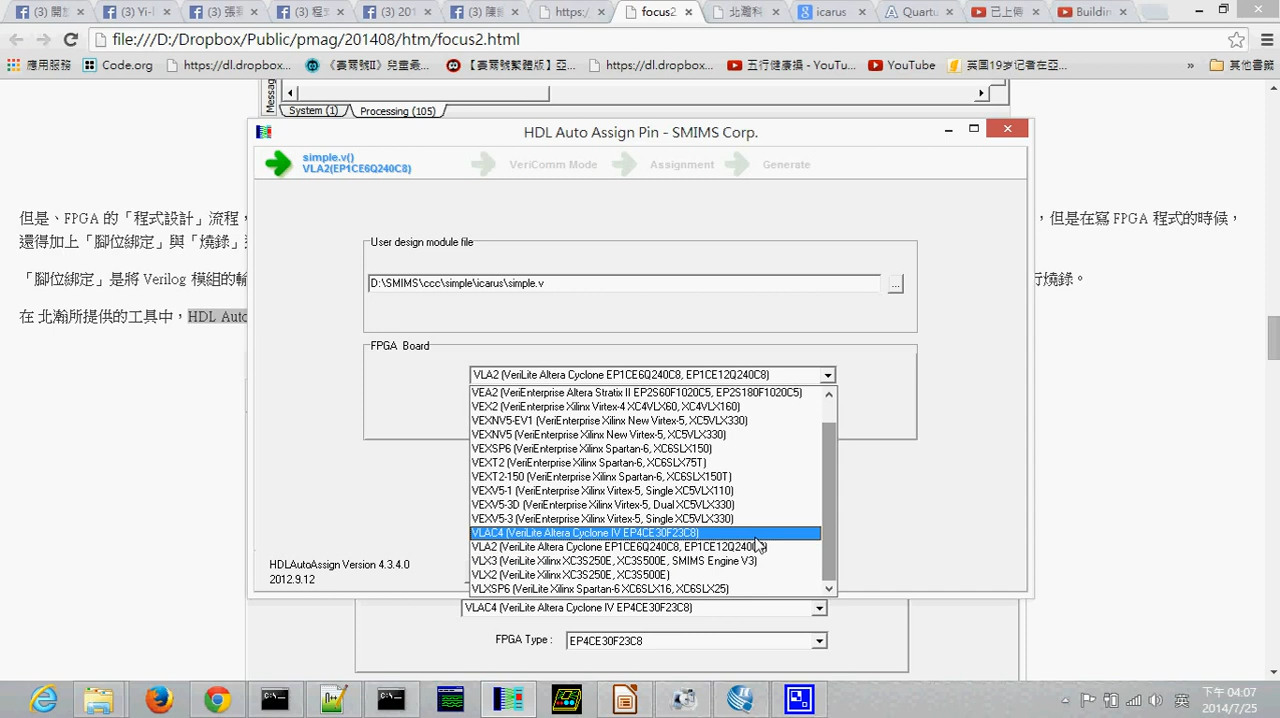 (3) 開加
(3) Yi-l
(3) 張菩
(3) 程式
(3) 201
(3) 陳鍾
https:/
focus2
北瀚科
icarus
Quartu
已上傳
Building
file:///D:/Dropbox/Public/pmag/201408/htm/focus2.html
應用服務
Code.org
https://dl.dropbox...
《賽爾號II》兒童最...
【賽爾號繁體版】亞...
https://dl.dropbox...
五行健康操 - YouTu...
YouTube
英国19岁记者在亞...
»
其他書籤
Messag
System (1)
Processing (105)
HDL Auto Assign Pin - SMIMS Corp.
simple.v()
VLA2(EP1CE6Q240C8)
VeriComm Mode
Assignment
Generate
但是、FPGA 的「程式設計」流程,
,但是在寫 FPGA 程式的時候,
還得加上「腳位綁定」與「燒錄」
「腳位綁定」是將 Verilog 模組的輸
行燒錄。
在 北瀚所提供的工具中,HDL Auto
User design module file
D:\SMIMS\ccc\simple\icarus\simple.v
...
FPGA Board
VLA2 (VeriLite Altera Cyclone EP1CE6Q240C8, EP1CE12Q240C8)
VEA2 (VeriEnterprise Altera Stratix II EP2S60F1020C5, EP2S180F1020C5)
VEX2 (VeriEnterprise Xilinx Virtex-4 XC4VLX60, XC4VLX160)
VEXNV5-EV1 (VeriEnterprise Xilinx New Virtex-5, XC5VLX330)
VEXNV5 (VeriEnterprise Xilinx New Virtex-5, XC5VLX330)
VEXSP6 (VeriEnterprise Xilinx Spartan-6, XC6SLX150)
VEXT2 (VeriEnterprise Xilinx Spartan-6, XC6SLX75T)
VEXT2-150 (VeriEnterprise Xilinx Spartan-6, XC6SLX150T)
VEXV5-1 (VeriEnterprise Xilinx Virtex-5, Single XC5VLX110)
VEXV5-3D (VeriEnterprise Xilinx Virtex-5, Dual XC5VLX330)
VEXV5-3 (VeriEnterprise Xilinx Virtex-5, Single XC5VLX330)
VLAC4 (VeriLite Altera Cyclone IV EP4CE30F23C8)
VLA2 (VeriLite Altera Cyclone EP1CE6Q240C8, EP1CE12Q240C8)
VLX3 (VeriLite Xilinx XC3S250E, XC3S500E, SMIMS Engine V3)
VLX2 (VeriLite Xilinx XC3S250E, XC3S500E)
VLXSP6 (VeriLite Xilinx Spartan-6 XC6SLX16, XC6SLX25)
HDLAutoAssign Version 4.3.4.0
2012.9.12
VLAC4 (VeriLite Altera Cyclone IV EP4CE30F23C8)
FPGA Type :
EP4CE30F23C8
英
下午 04:07
2014/7/25